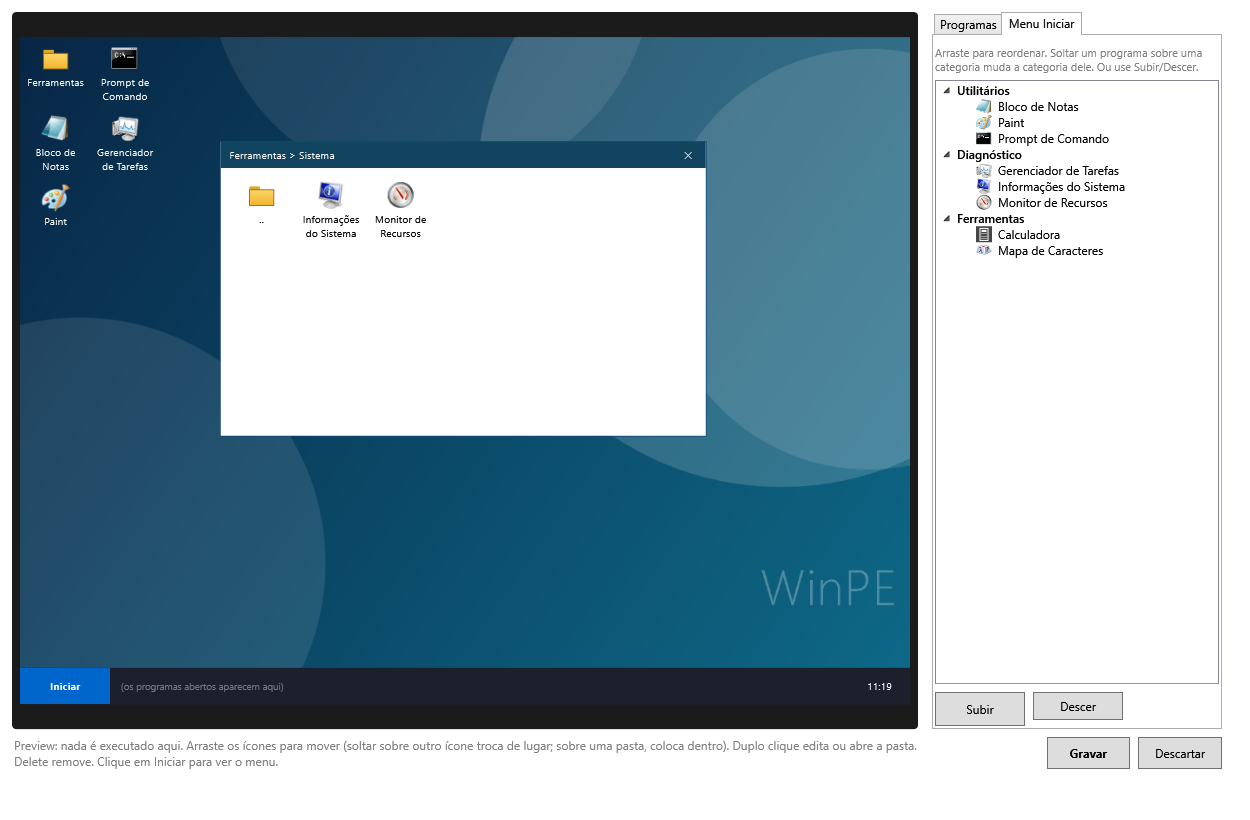 Ferramentas
Prompt de
Comando
Bloco de
Notas
Gerenciador
de Tarefas
Paint
Ferramentas > Sistema
..
Informações
do Sistema
Monitor de
Recursos
WinPE
Iniciar
(os programas abertos aparecem aqui)
11:19
Preview: nada é executado aqui. Arraste os ícones para mover (soltar sobre outro ícone troca de lugar; sobre uma pasta, coloca dentro). Duplo clique edita ou abre a pasta.
Delete remove. Clique em Iniciar para ver o menu.
Programas
Menu Iniciar
Arraste para reordenar. Soltar um programa sobre uma
categoria muda a categoria dele. Ou use Subir/Descer.
Utilitários
Bloco de Notas
Paint
Prompt de Comando
Diagnóstico
Gerenciador de Tarefas
Informações do Sistema
Monitor de Recursos
Ferramentas
Calculadora
Mapa de Caracteres
Subir
Descer
Gravar
Descartar